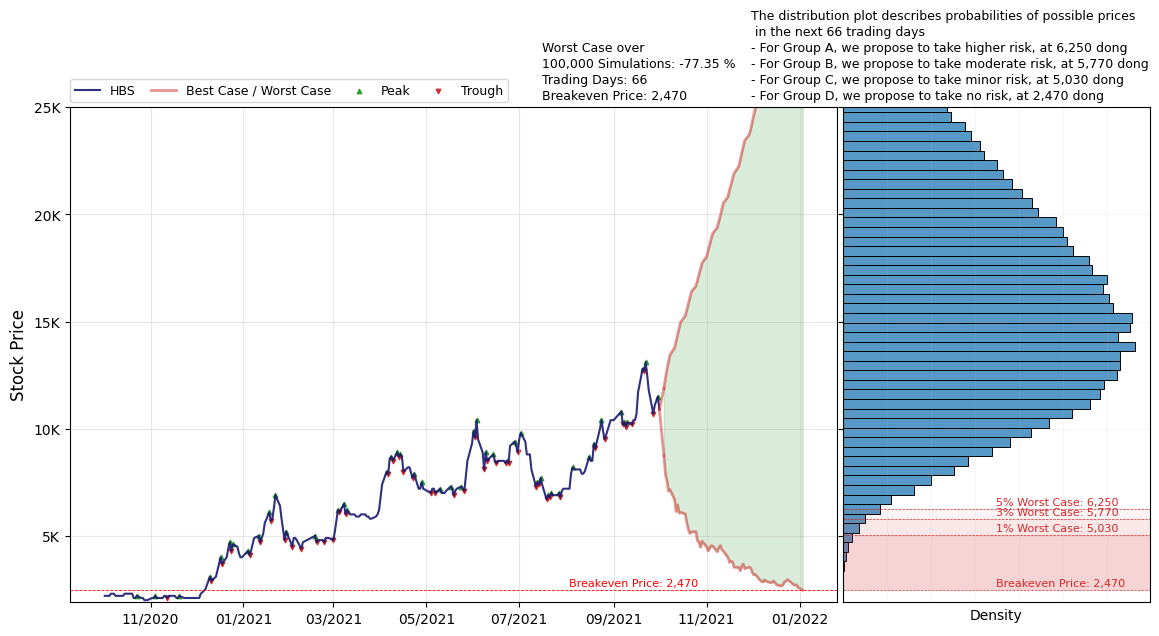 The distribution plot describes probabilities of possible prices
in the next 66 trading days
- For Group A, we propose to take higher risk, at 6,250 dong
- For Group B, we propose to take moderate risk, at 5,770 dong
- For Group C, we propose to take minor risk, at 5,030 dong
- For Group D, we propose to take no risk, at 2,470 dong
Worst Case over
100,000 Simulations: -77.35 %
Trading Days: 66
Breakeven Price: 2,470
HBS
Best Case / Worst Case
Peak
Trough
25K
20K
15K
10K
5K
Stock Price
Breakeven Price: 2,470
11/2020
01/2021
03/2021
05/2021
07/2021
09/2021
11/2021
01/2022
5% Worst Case: 6,250
3% Worst Case: 5,770
1% Worst Case: 5,030
Breakeven Price: 2,470
Density